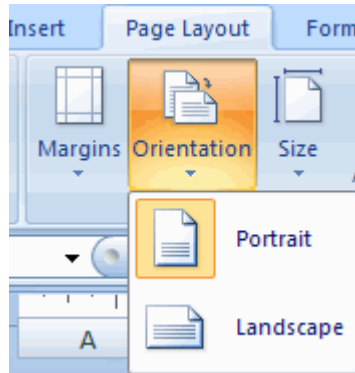 Insert Page Layout Form
Margins Orientation Size
Portrait
Landscape
A